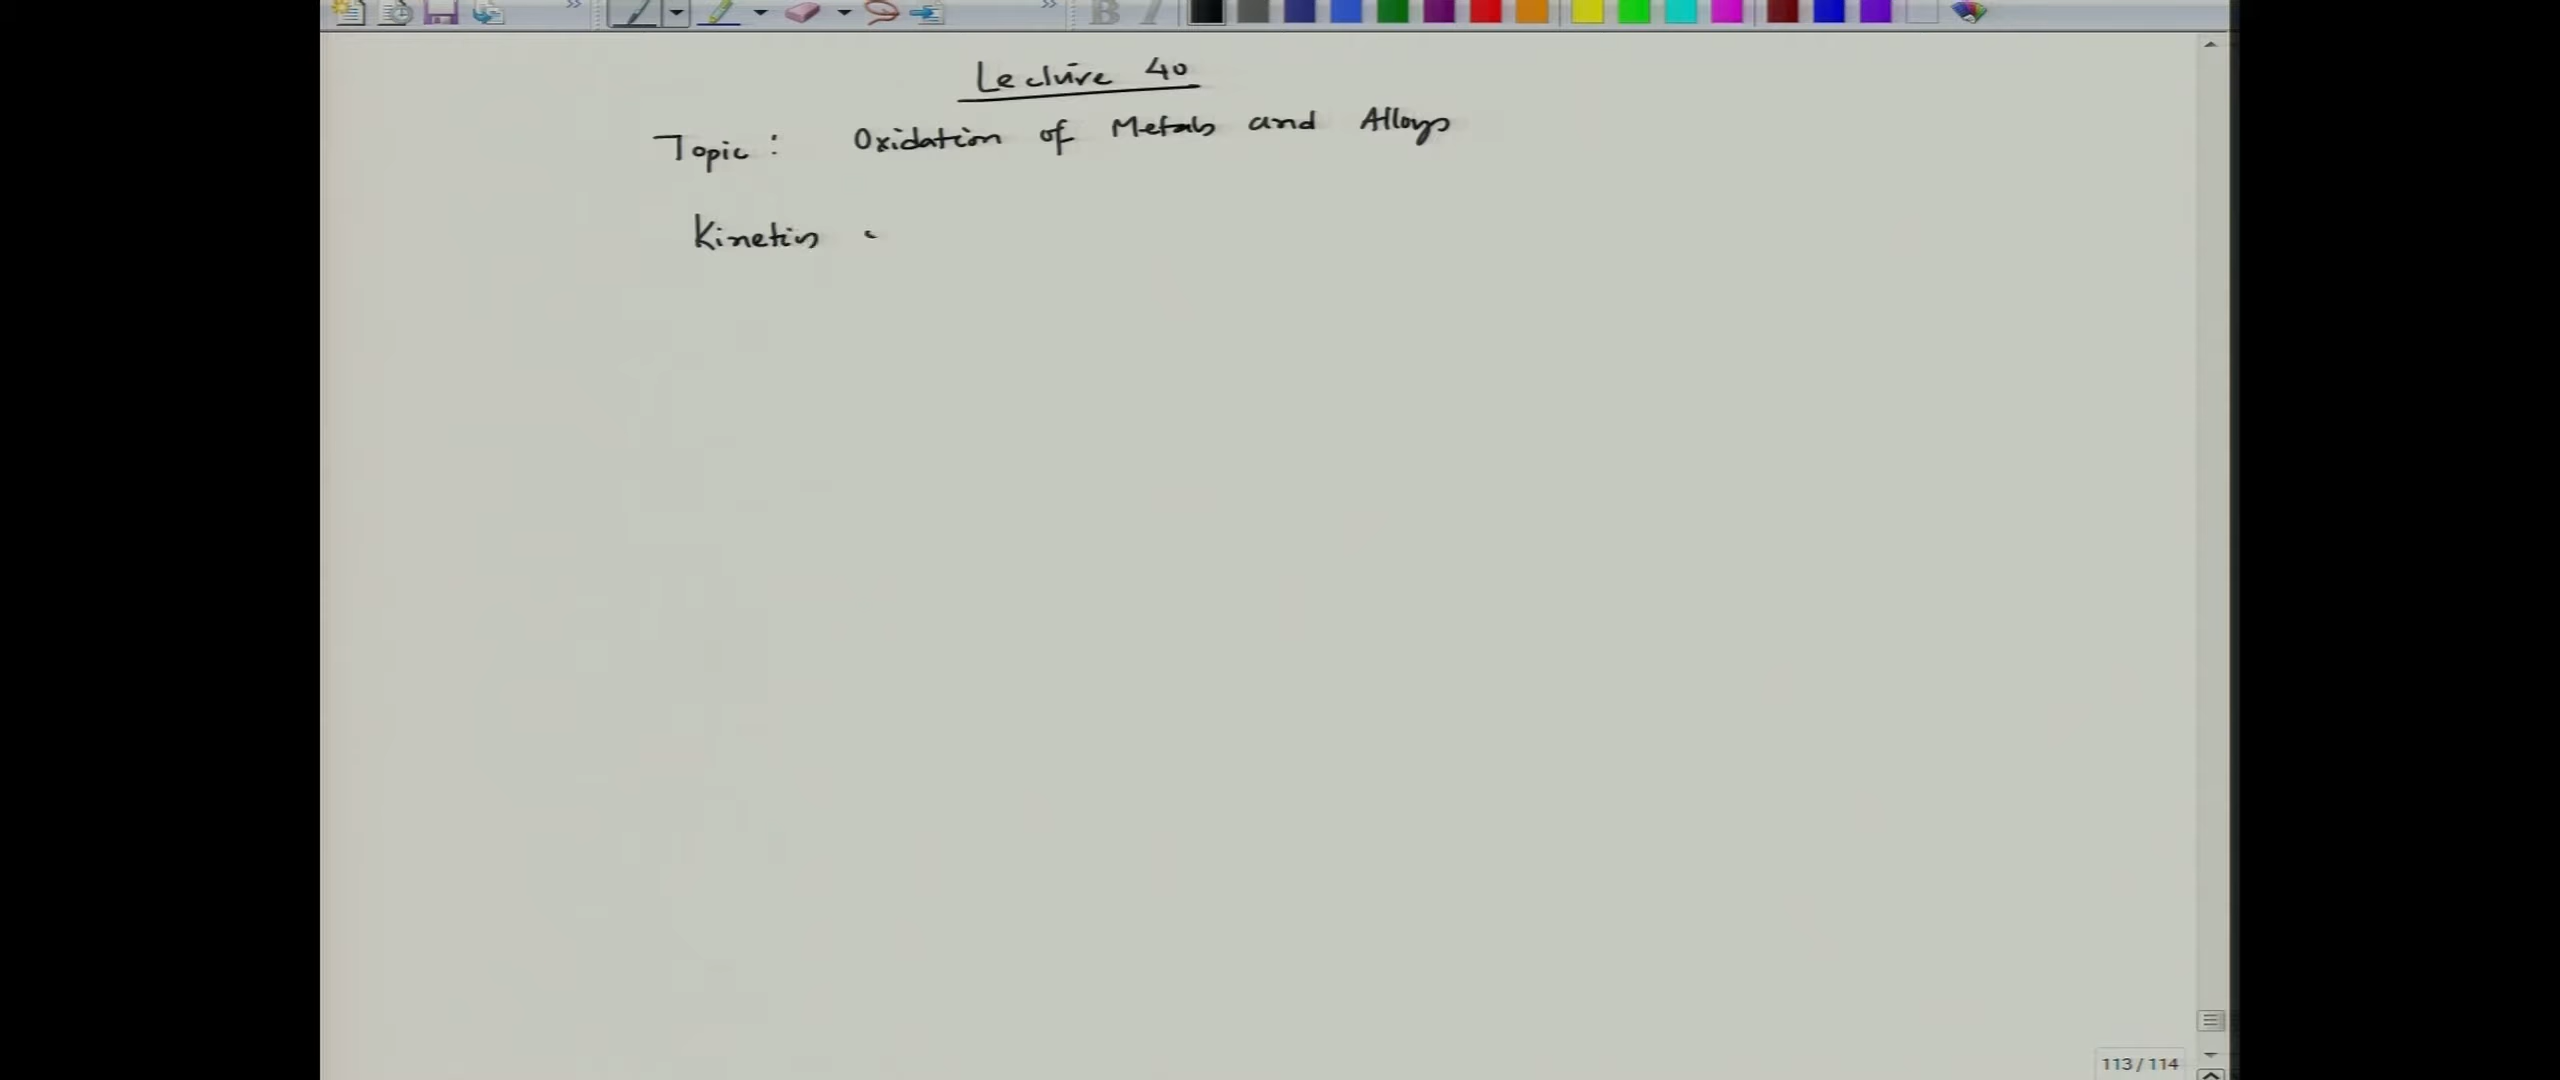 Lecture 40
Topic : Oxidation of Metals and Alloys
Kinetics
113 / 114